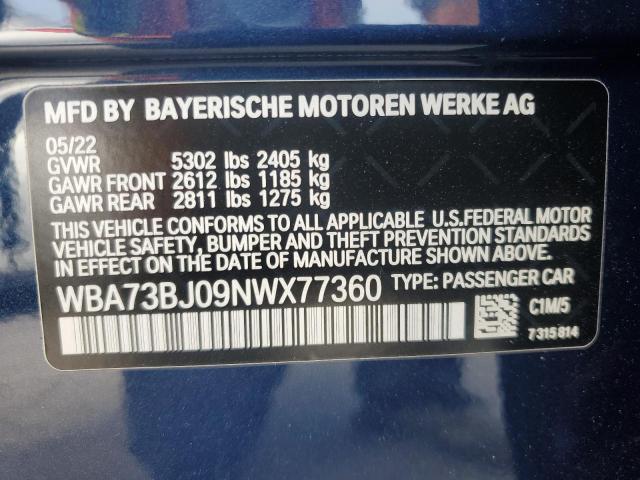 MFD BY BAYERISCHE MOTOREN WERKE AG
05/22
GVWR 5302 lbs 2405 kg
GAWR FRONT 2612 lbs 1185 kg
GAWR REAR 2811 lbs 1275 kg
THIS VEHICLE CONFORMS TO ALL APPLICABLE U.S.FEDERAL MOTOR
VEHICLE SAFETY, BUMPER AND THEFT PREVENTION STANDARDS
IN EFFECT ON THE DATE OF MANUFACTURE SHOWN ABOVE.
WBA73BJ09NWX77360 TYPE: PASSENGER CAR
C1M/5
7315814